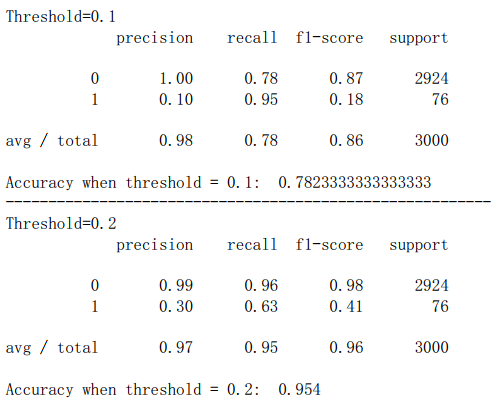 Threshold=0.1
precision recall f1-score support
0 1.00 0.78 0.87 2924
1 0.10 0.95 0.18 76
avg / total 0.98 0.78 0.86 3000
Accuracy when threshold = 0.1: 0.7823333333333333
------------------------------------------------------------
Threshold=0.2
precision recall f1-score support
0 0.99 0.96 0.98 2924
1 0.30 0.63 0.41 76
avg / total 0.97 0.95 0.96 3000
Accuracy when threshold = 0.2: 0.954